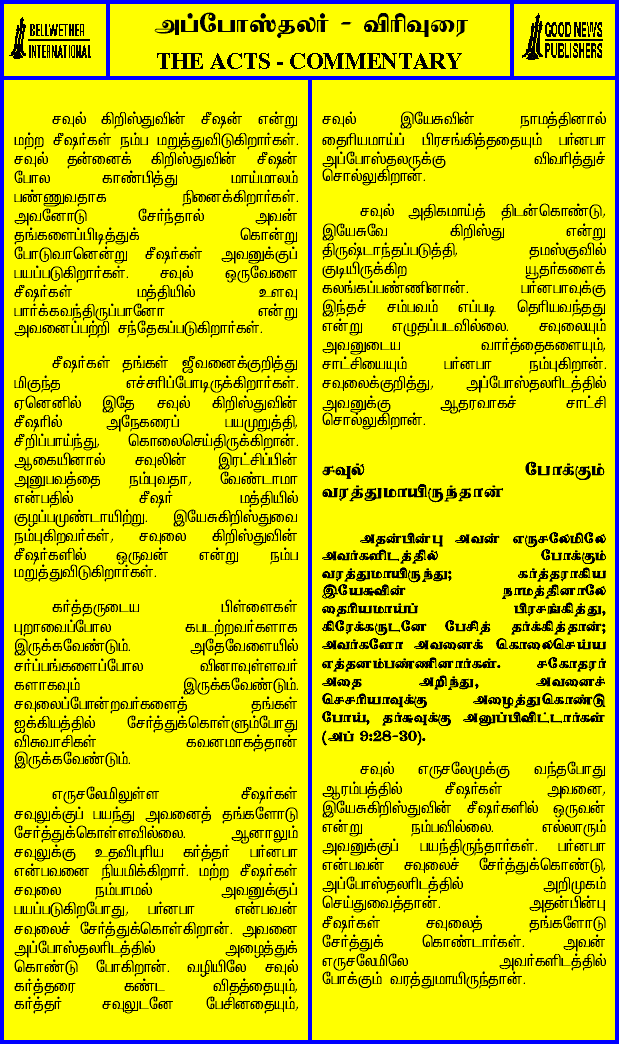 BELLWETHER
INTERNATIONAL
அப்போஸ்தலர் - விரிவுரை
THE ACTS - COMMENTARY
GOOD NEWS
PUBLISHERS
சவுல் கிறிஸ்துவின் சீஷன் என்று
மற்ற சீஷர்கள் நம்ப மறுத்துவிடுகிறார்கள்.
சவுல் தன்னைக் கிறிஸ்துவின் சீஷன்
போல காண்பித்து மாய்மாலம்
பண்ணுவதாக நினைக்கிறார்கள்.
அவனோடு சேர்ந்தால் அவன்
தங்களைப்பிடித்துக் கொன்று
போடுவானென்று சீஷர்கள் அவனுக்குப்
பயப்படுகிறார்கள். சவுல் ஒருவேளை
சீஷர்கள் மத்தியில் உளவு
பார்க்கவந்திருப்பானோ என்று
அவனைப்பற்றி சந்தேகப்படுகிறார்கள்.
சீஷர்கள் தங்கள் ஜீவனைக்குறித்து
மிகுந்த எச்சரிப்போடிருக்கிறார்கள்.
ஏனெனில் இதே சவுல் கிறிஸ்துவின்
சீஷரில் அநேகரைப் பயமுறுத்தி,
சீறிப்பாய்ந்து, கொலைசெய்திருக்கிறான்.
ஆகையினால் சவுலின் இரட்சிப்பின்
அனுபவத்தை நம்புவதா, வேண்டாமா
என்பதில் சீஷர் மத்தியில்
குழப்பமுண்டாயிற்று. இயேசுகிறிஸ்துவை
நம்புகிறவர்கள், சவுலை கிறிஸ்துவின்
சீஷர்களில் ஒருவன் என்று நம்ப
மறுத்துவிடுகிறார்கள்.
கர்த்தருடைய பிள்ளைகள்
புறாவைப்போல கபடற்றவர்களாக
இருக்கவேண்டும். அதேவேளையில்
சர்ப்பங்களைப்போல வினாவுள்ளவர்
களாகவும் இருக்கவேண்டும்.
சவுலைப்போன்றவர்களைத் தங்கள்
ஐக்கியத்தில் சேர்த்துக்கொள்ளும்போது
விசுவாசிகள் கவனமாகத்தான்
இருக்கவேண்டும்.
எருசலேமிலுள்ள சீஷர்கள்
சவுலுக்குப் பயந்து அவனைத் தங்களோடு
சேர்த்துக்கொள்ளவில்லை. ஆனாலும்
சவுலுக்கு உதவிபுரிய கர்த்தர் பர்னபா
என்பவனை நியமிக்கிறார். மற்ற சீஷர்கள்
சவுலை நம்பாமல் அவனுக்குப்
பயப்படுகிறபோது, பர்னபா என்பவன்
சவுலைச் சேர்த்துக்கொள்கிறான். அவனை
அப்போஸ்தலரிடத்தில் அழைத்துக்
கொண்டு போகிறான். வழியிலே சவுல்
கர்த்தரை கண்ட விதத்தையும்,
கர்த்தர் சவுலுடனே பேசினதையும்,
சவுல் இயேசுவின் நாமத்தினால்
தைரியமாய்ப் பிரசங்கித்ததையும் பர்னபா
அப்போஸ்தலருக்கு விவரித்துச்
சொல்லுகிறான்.
சவுல் அதிகமாய்த் திடன்கொண்டு,
இயேசுவே கிறிஸ்து என்று
திருஷ்டாந்தப்படுத்தி, தமஸ்குவில்
குடியிருக்கிற யூதர்களைக்
கலங்கப்பண்ணினான். பர்னபாவுக்கு
இந்தச் சம்பவம் எப்படி தெரியவந்தது
என்று எழுதப்படவில்லை. சவுலையும்
அவனுடைய வார்த்தைகளையும்,
சாட்சியையும் பர்னபா நம்புகிறான்.
சவுலைக்குறித்து, அப்போஸ்தலரிடத்தில்
அவனுக்கு ஆதரவாகச் சாட்சி
சொல்லுகிறான்.
சவுல் போக்கும்
வரத்துமாயிருந்தான்
அதன்பின்பு அவன் எருசலேமிலே
அவர்களிடத்தில் போக்கும்
வரத்துமாயிருந்து; கர்த்தராகிய
இயேசுவின் நாமத்தினாலே
தைரியமாய்ப் பிரசங்கித்து,
கிரேக்கருடனே பேசித் தர்க்கித்தான்;
அவர்களோ அவனைக் கொலைசெய்ய
எத்தனம்பண்ணினார்கள். சகோதரர்
அதை அறிந்து, அவனைச்
செசரியாவுக்கு அழைத்துகொண்டு
போய், தர்சுவுக்கு அனுப்பிவிட்டார்கள்
(அப் 9:28-30).
சவுல் எருசலேமுக்கு வந்தபோது
ஆரம்பத்தில் சீஷர்கள் அவனை,
இயேசுகிறிஸ்துவின் சீஷர்களில் ஒருவன்
என்று நம்பவில்லை. எல்லாரும்
அவனுக்குப் பயந்திருந்தார்கள். பர்னபா
என்பவன் சவுலைச் சேர்த்துக்கொண்டு,
அப்போஸ்தலரிடத்தில் அறிமுகம்
செய்துவைத்தான். அதன்பின்பு
சீஷர்கள் சவுலைத் தங்களோடு
சேர்த்துக் கொண்டார்கள். அவன்
எருசலேமிலே அவர்களிடத்தில்
போக்கும் வரத்துமாயிருந்தான்.